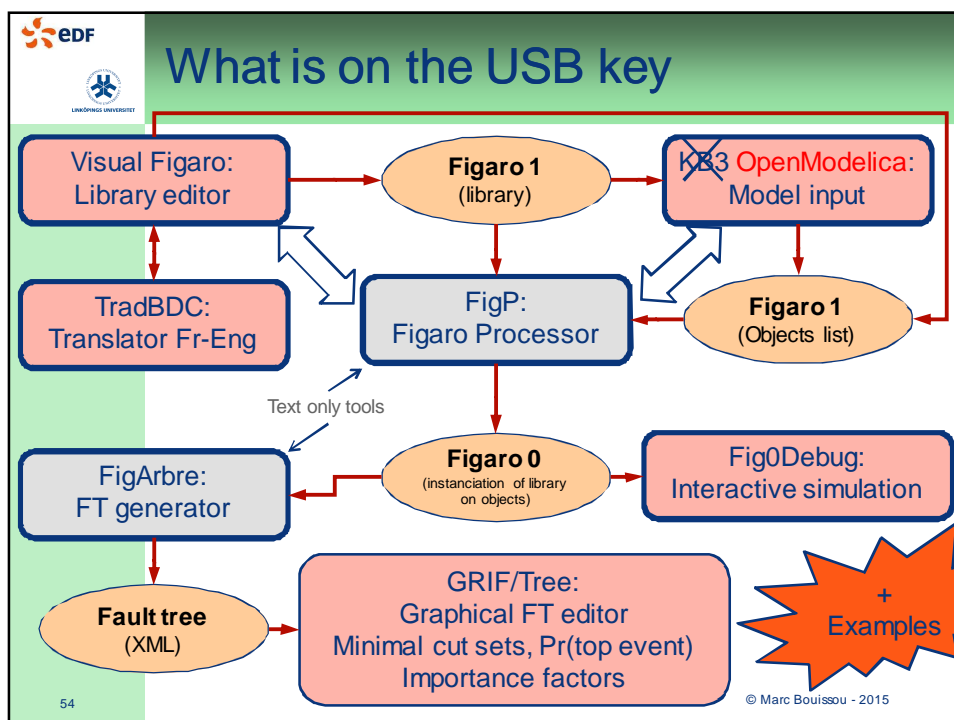 eDF
LINKÖPINGS UNIVERSITET
What is on the USB key
Visual Figaro:
Library editor
Figaro 1
(library)
KB3 OpenModelica:
Model input
TradBDC:
Translator Fr-Eng
FigP:
Figaro Processor
Figaro 1
(Objects list)
Text only tools
FigArbre:
FT generator
Figaro 0
(instanciation of library
on objects)
Fig0Debug:
Interactive simulation
Fault tree
(XML)
GRIF/Tree:
Graphical FT editor
Minimal cut sets, Pr(top event)
Importance factors
+
Examples
54
© Marc Bouissou - 2015